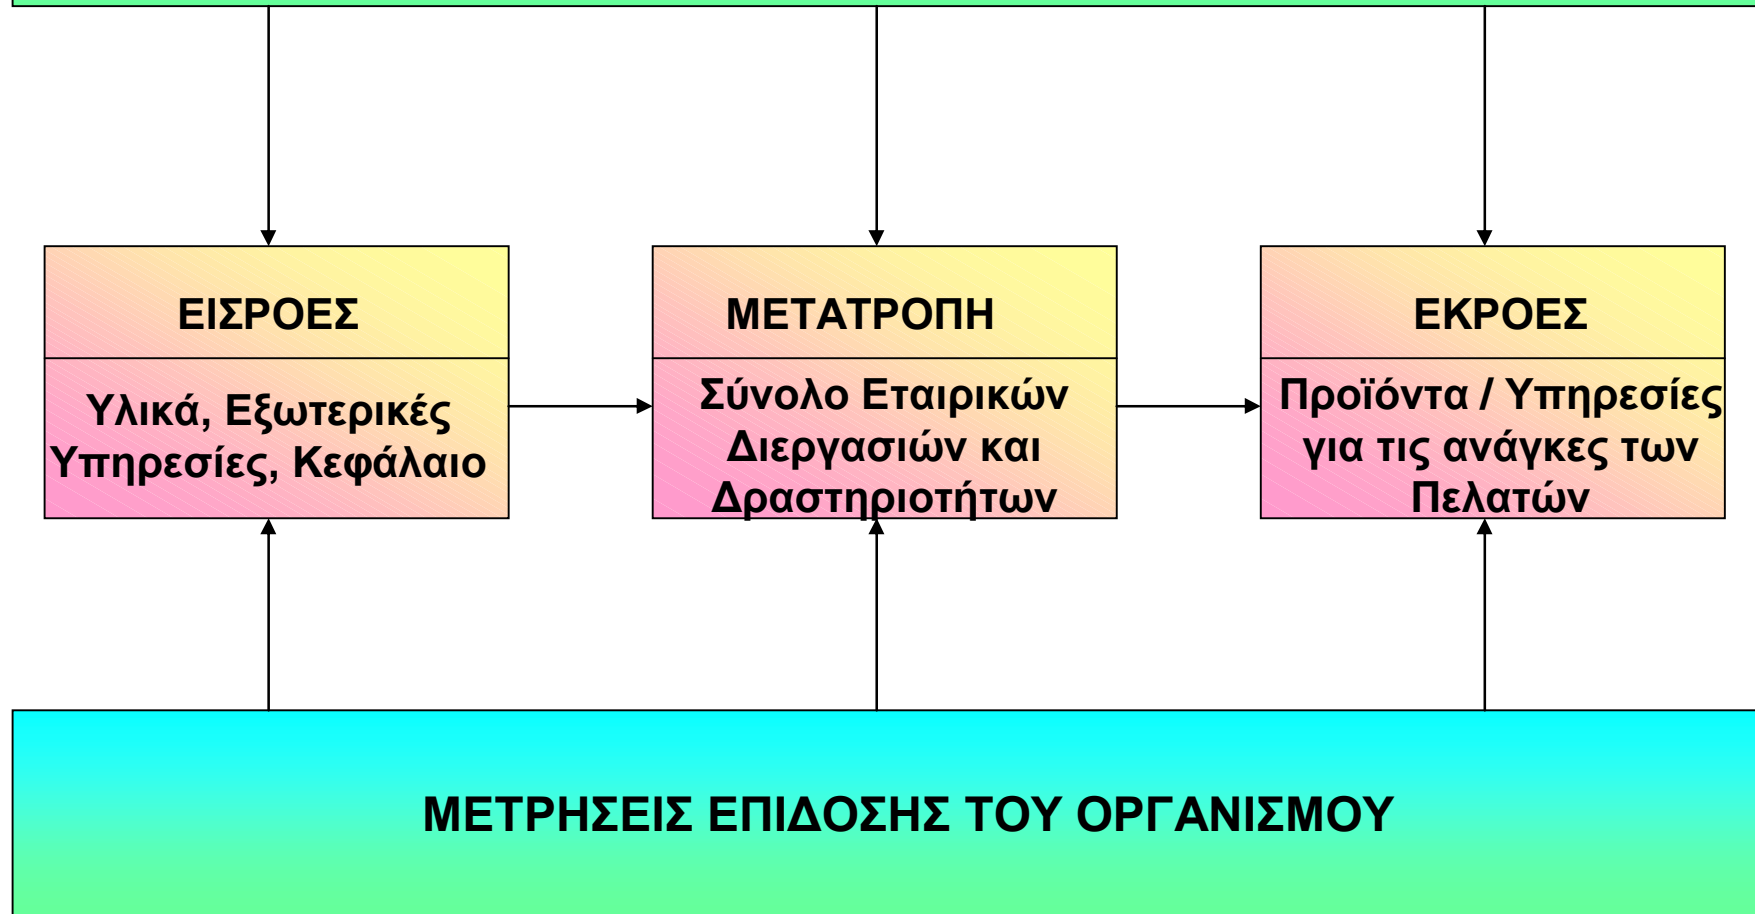 ΕΙΣΡΟΕΣ
Υλικά, Εξωτερικές
Υπηρεσίες, Κεφάλαιο
ΜΕΤΑΤΡΟΠΗ
Σύνολο Εταιρικών
Διεργασιών και
Δραστηριοτήτων
ΕΚΡΟΕΣ
Προϊόντα / Υπηρεσίες
για τις ανάγκες των
Πελατών
ΜΕΤΡΗΣΕΙΣ ΕΠΙΔΟΣΗΣ ΤΟΥ ΟΡΓΑΝΙΣΜΟΥ